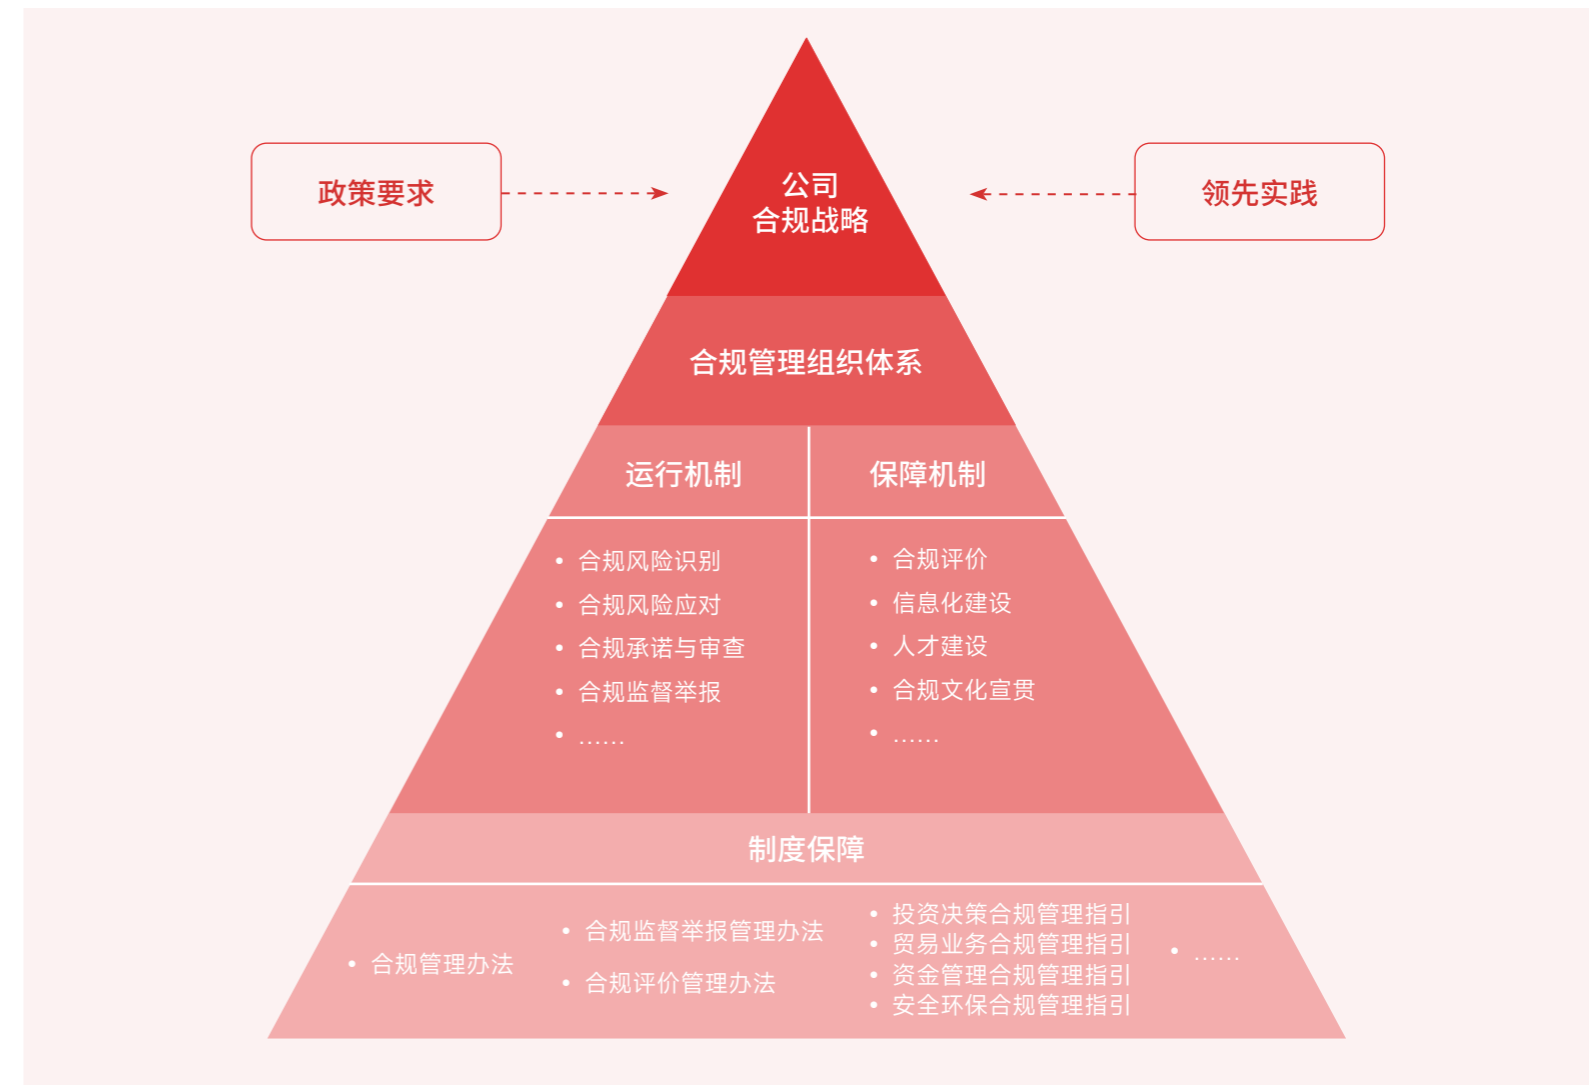 政策要求
公司
合规战略
领先实践
合规管理组织体系
运行机制
保障机制
• 合规风险识别
• 合规风险应对
• 合规承诺与审查
• 合规监督举报
• ……
• 合规评价
• 信息化建设
• 人才建设
• 合规文化宣贯
• ……
制度保障
• 合规管理办法
• 合规监督举报管理办法
• 合规评价管理办法
• 投资决策合规管理指引
• 贸易业务合规管理指引
• 资金管理合规管理指引
• 安全环保合规管理指引
• ……